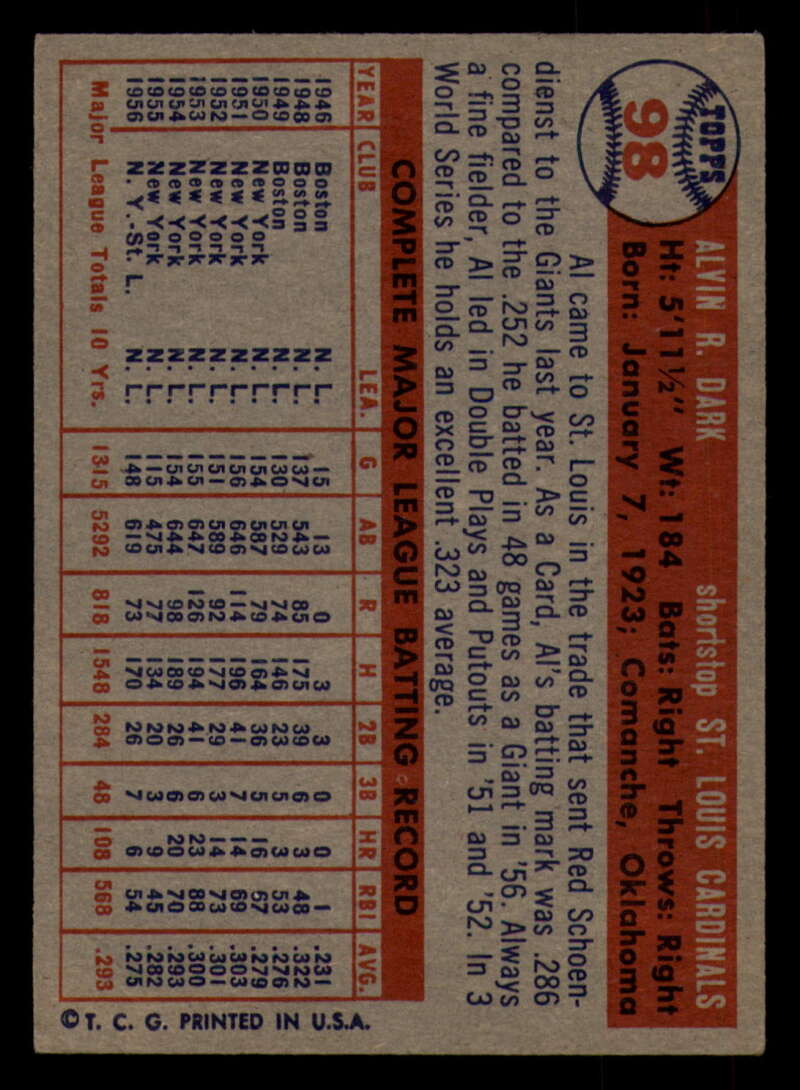 TOPPS
98
ALVIN R. DARK shortstop ST. LOUIS CARDINALS
Ht: 5'11½" Wt: 184 Bats: Right Throws: Right
Born: January 7, 1923; Comanche, Oklahoma
Al came to St. Louis in the trade that sent Red Schoen-
dienst to the Giants last year. As a Card, Al's batting mark was .286
compared to the .252 he batted in 48 games as a Giant in '56. Always
a fine fielder, Al led in Double Plays and Putouts in '51 and '52. In 3
World Series he holds an excellent .323 average.
COMPLETE MAJOR LEAGUE BATTING RECORD
YEAR CLUB LEA. G AB R H 2B 3B HR RBI AVG.
1946 Boston N. L. 15 13 0 3 3 0 0 1 .231
1948 Boston N. L. 137 543 85 175 39 6 3 48 .322
1949 Boston N. L. 130 529 74 146 23 5 3 53 .276
1950 New York N. L. 154 587 79 164 36 5 16 67 .279
1951 New York N. L. 156 646 114 196 41 7 14 69 .303
1952 New York N. L. 151 589 92 177 29 3 14 73 .301
1953 New York N. L. 155 647 126 194 41 6 23 88 .300
1954 New York N. L. 154 644 98 189 26 6 20 70 .293
1955 New York N. L. 115 475 77 134 20 3 9 45 .282
1956 N. Y.-St. L. N. L. 148 619 73 170 26 7 6 54 .275
Major League Totals 10 Yrs. 1315 5292 818 1548 284 48 108 568 .293
©T. C. G. PRINTED IN U.S.A.